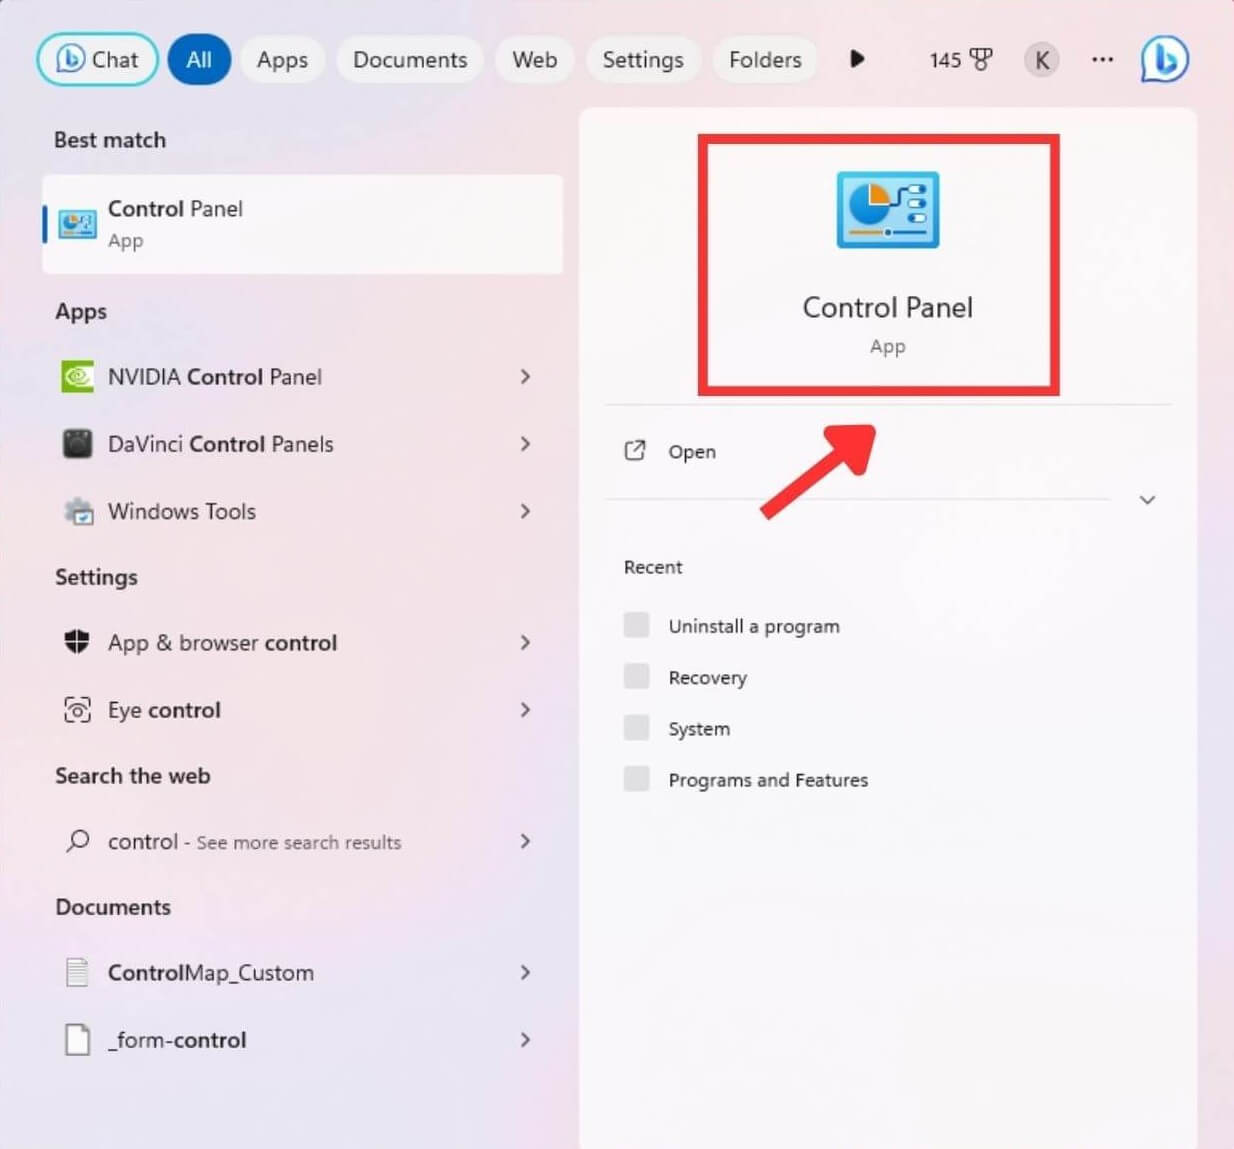 Chat All Apps Documents Web Settings Folders 145 K ...
Best match
Control Panel
App
Apps
NVIDIA Control Panel
DaVinci Control Panels
Windows Tools
Settings
App & browser control
Eye control
Search the web
control - See more search results
Documents
ControlMap_Custom
_form-control
Control Panel
App
Open
Recent
Uninstall a program
Recovery
System
Programs and Features